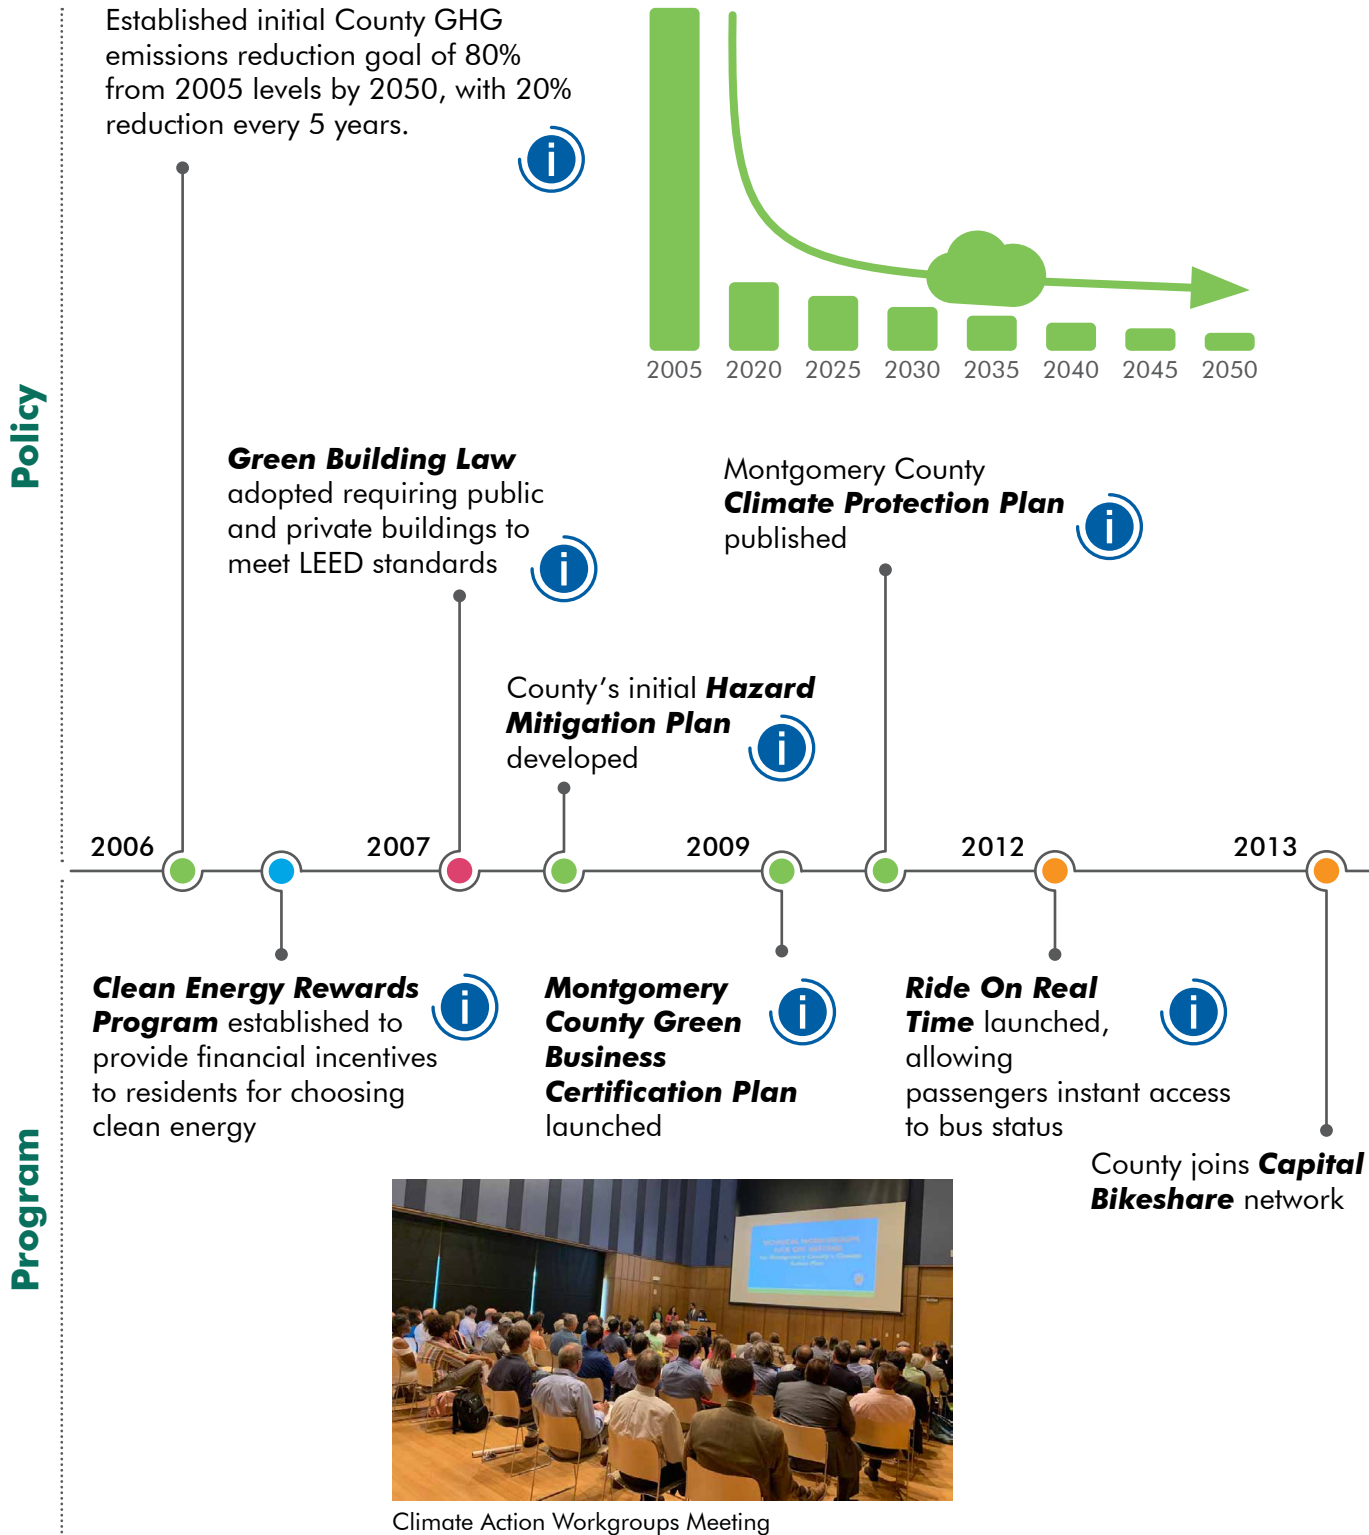 Established initial County GHG
emissions reduction goal of 80%
from 2005 levels by 2050, with 20%
reduction every 5 years.
i
2005 2020 2025 2030 2035 2040 2045 2050
Policy
Green Building Law
adopted requiring public
and private buildings to
meet LEED standards
i
Montgomery County
Climate Protection Plan
published
i
County’s initial Hazard
Mitigation Plan
developed
i
2006 2007 2009 2012 2013
Program
Clean Energy Rewards
Program established to
provide financial incentives
to residents for choosing
clean energy
i
Montgomery
County Green
Business
Certification Plan
launched
i
Ride On Real
Time launched,
allowing
passengers instant access
to bus status
i
County joins Capital
Bikeshare network
Climate Action Workgroups Meeting